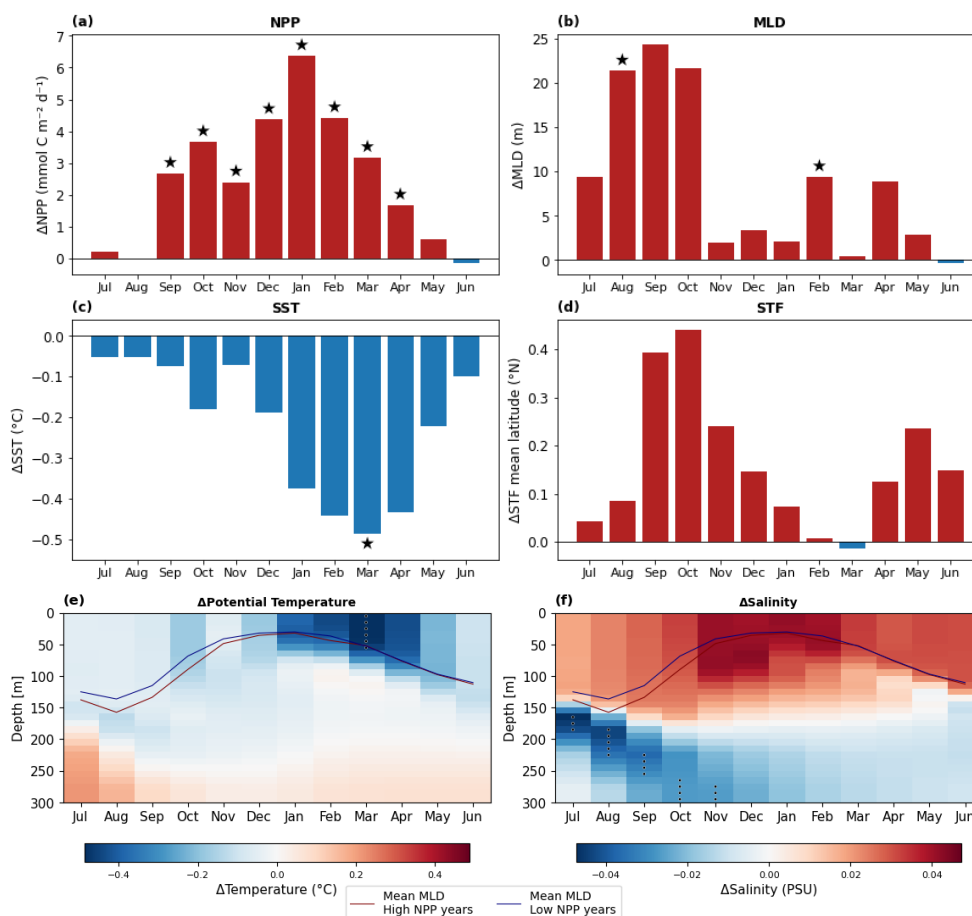 (a) NPP
ΔNPP (mmol C m⁻² d⁻¹)
7
6
5
4
3
2
1
0
Jul Aug Sep Oct Nov Dec Jan Feb Mar Apr May Jun
(b) MLD
ΔMLD (m)
25
20
15
10
5
0
Jul Aug Sep Oct Nov Dec Jan Feb Mar Apr May Jun
(c) SST
ΔSST (°C)
0.0
−0.1
−0.2
−0.3
−0.4
−0.5
Jul Aug Sep Oct Nov Dec Jan Feb Mar Apr May Jun
(d) STF
ΔSTF mean latitude (°N)
0.4
0.3
0.2
0.1
0.0
Jul Aug Sep Oct Nov Dec Jan Feb Mar Apr May Jun
(e) ΔPotential Temperature
Depth [m]
0
50
100
150
200
250
300
Jul Aug Sep Oct Nov Dec Jan Feb Mar Apr May Jun
(f) ΔSalinity
Depth [m]
0
50
100
150
200
250
300
Jul Aug Sep Oct Nov Dec Jan Feb Mar Apr May Jun
−0.4 −0.2 0.0 0.2 0.4
ΔTemperature (°C)
−0.04 −0.02 0.00 0.02 0.04
ΔSalinity (PSU)
Mean MLD
High NPP years
Mean MLD
Low NPP years